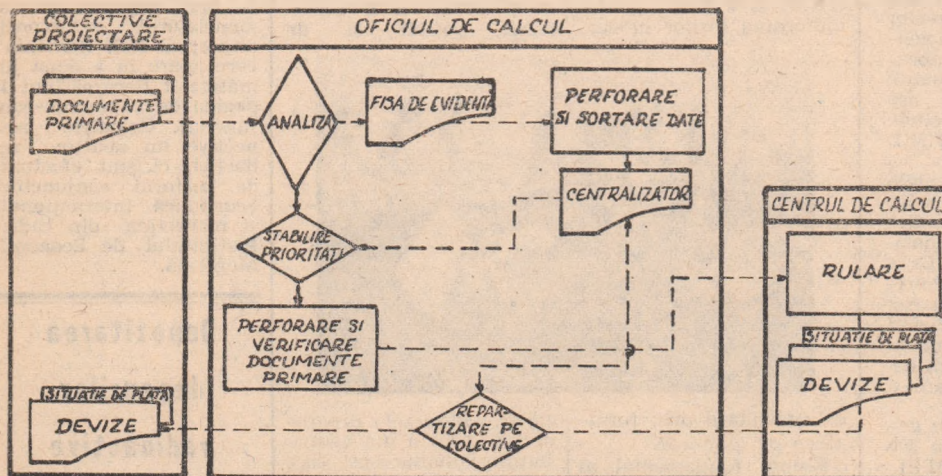 COLECTIVE
PROIECTARE
DOCUMENTE
PRIMARE
SITUATIE DE PLATA
DEVIZE
OFICIUL DE CALCUL
ANALIZA
FISA DE EVIDENTA
PERFORARE
SI SORTARE DATE
CENTRALIZATOR
STABILIRE
PRIORITATI
PERFORARE SI
VERIFICARE
DOCUMENTE
PRIMARE
REPAR-
TIZARE PE
COLECTIVE
CENTRUL DE CALCUL
RULARE
SITUATIE DE PLATA
DEVIZE